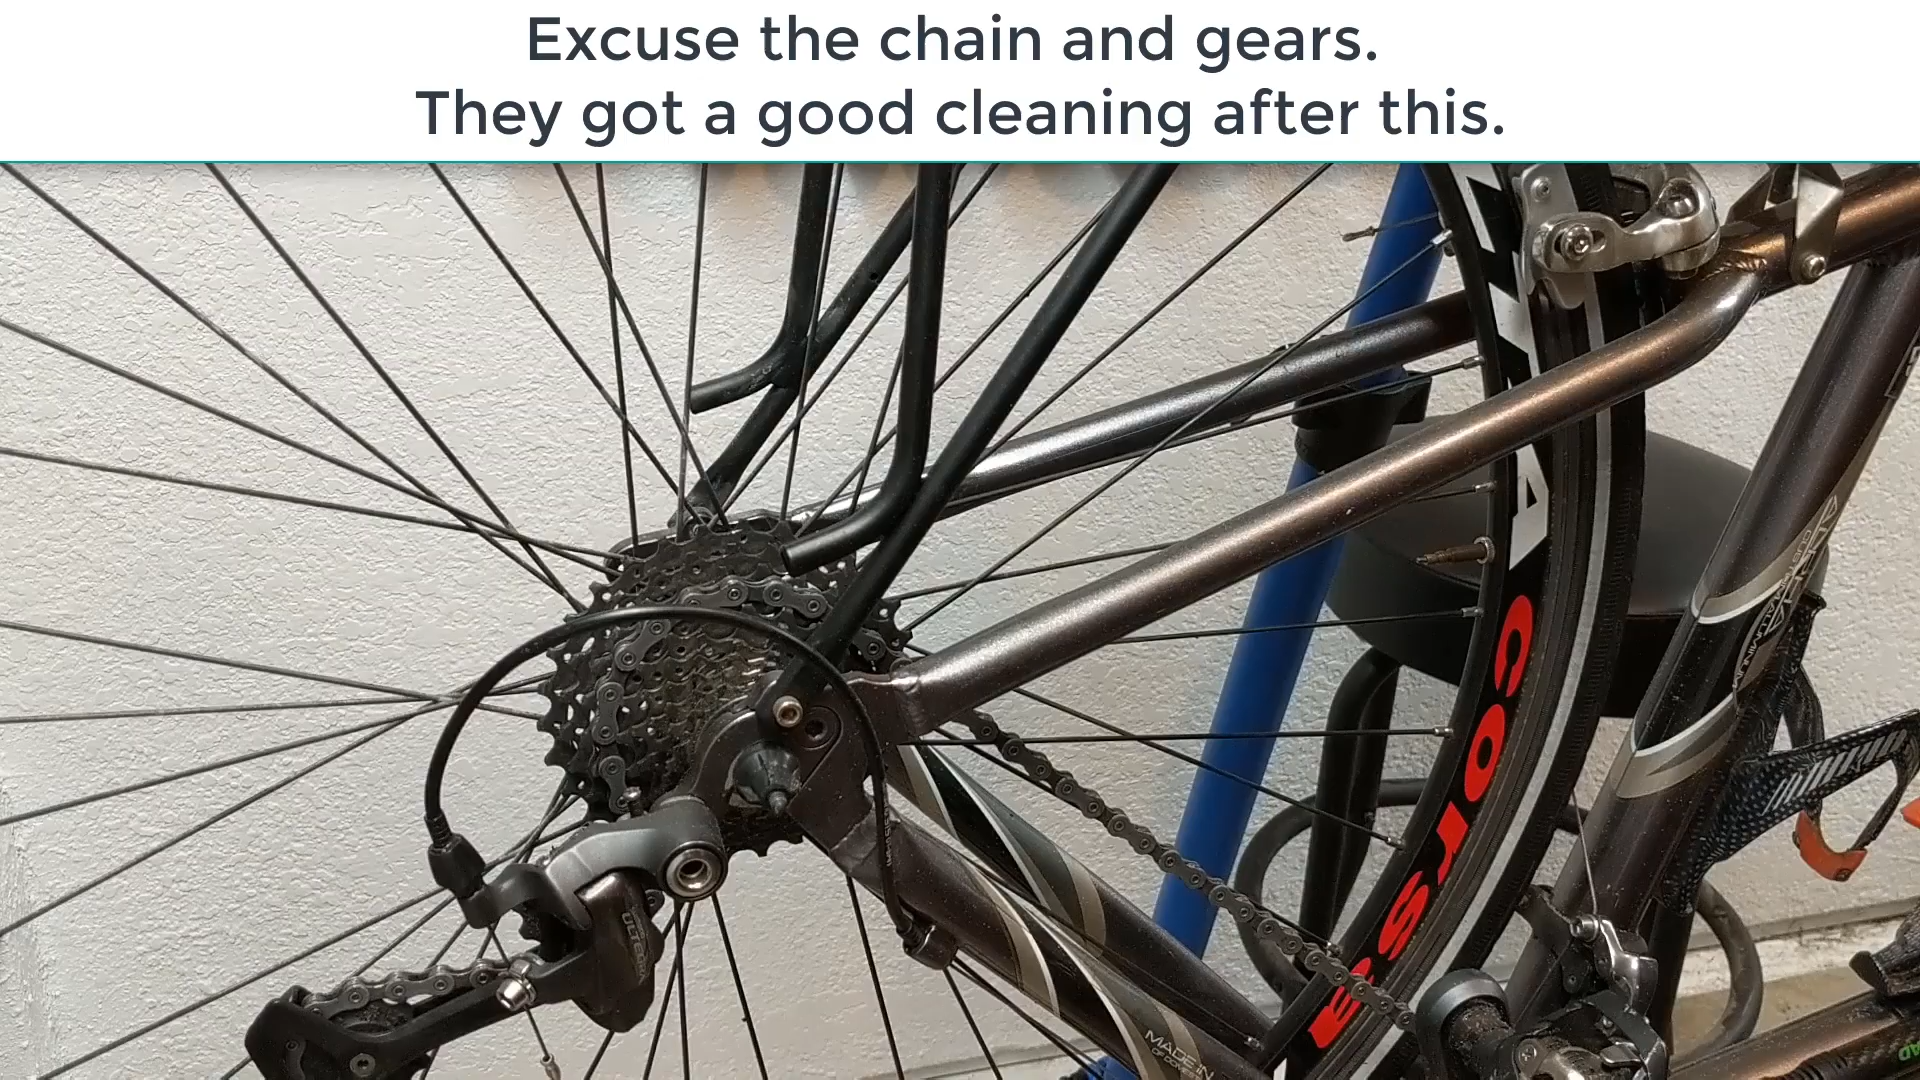 Excuse the chain and gears.
They got a good cleaning after this.
corsa
ULTEGRA
MADE IN